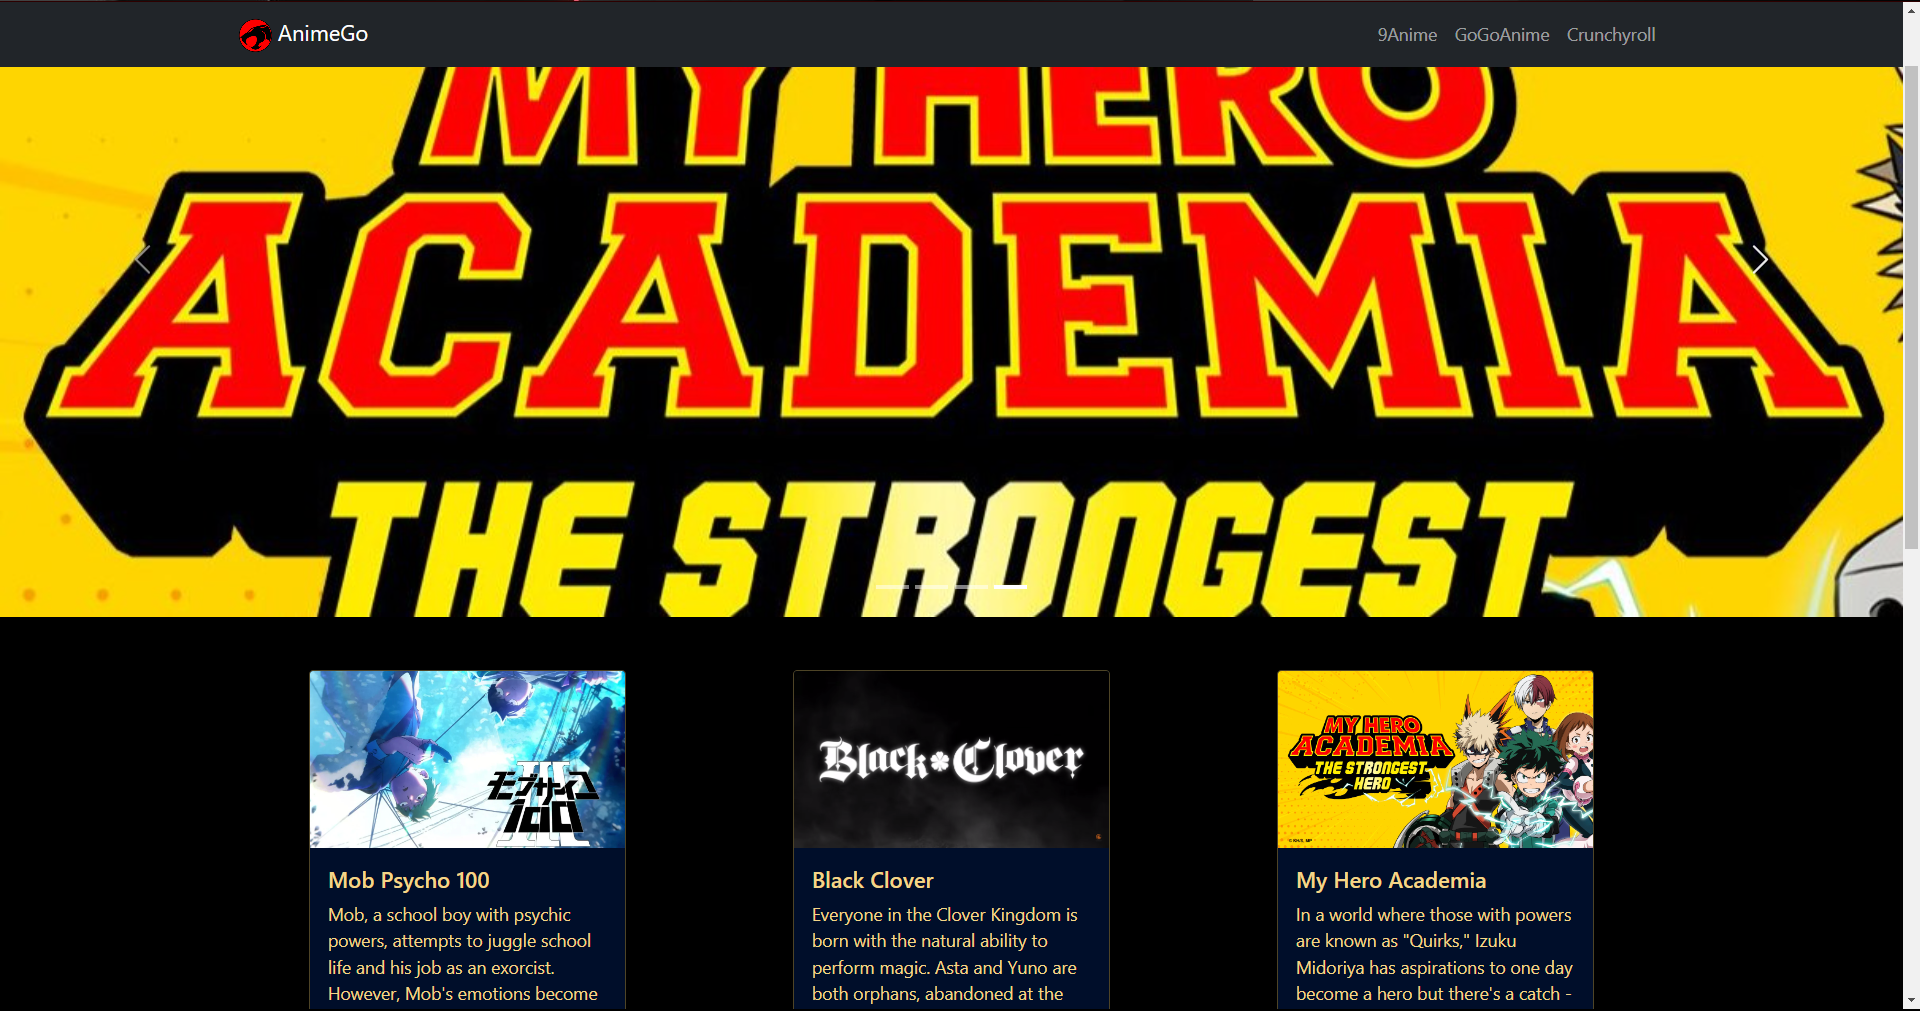 AnimeGo
9Anime GoGoAnime Crunchyroll
MY HERO
ACADEMIA
THE STRONGEST
モブサイコ
100
III
Black Clover
MY HERO
ACADEMIA
THE STRONGEST
HERO
Mob Psycho 100
Mob, a school boy with psychic
powers, attempts to juggle school
life and his job as an exorcist.
However, Mob's emotions become
Black Clover
Everyone in the Clover Kingdom is
born with the natural ability to
perform magic. Asta and Yuno are
both orphans, abandoned at the
My Hero Academia
In a world where those with powers
are known as "Quirks," Izuku
Midoriya has aspirations to one day
become a hero but there's a catch -